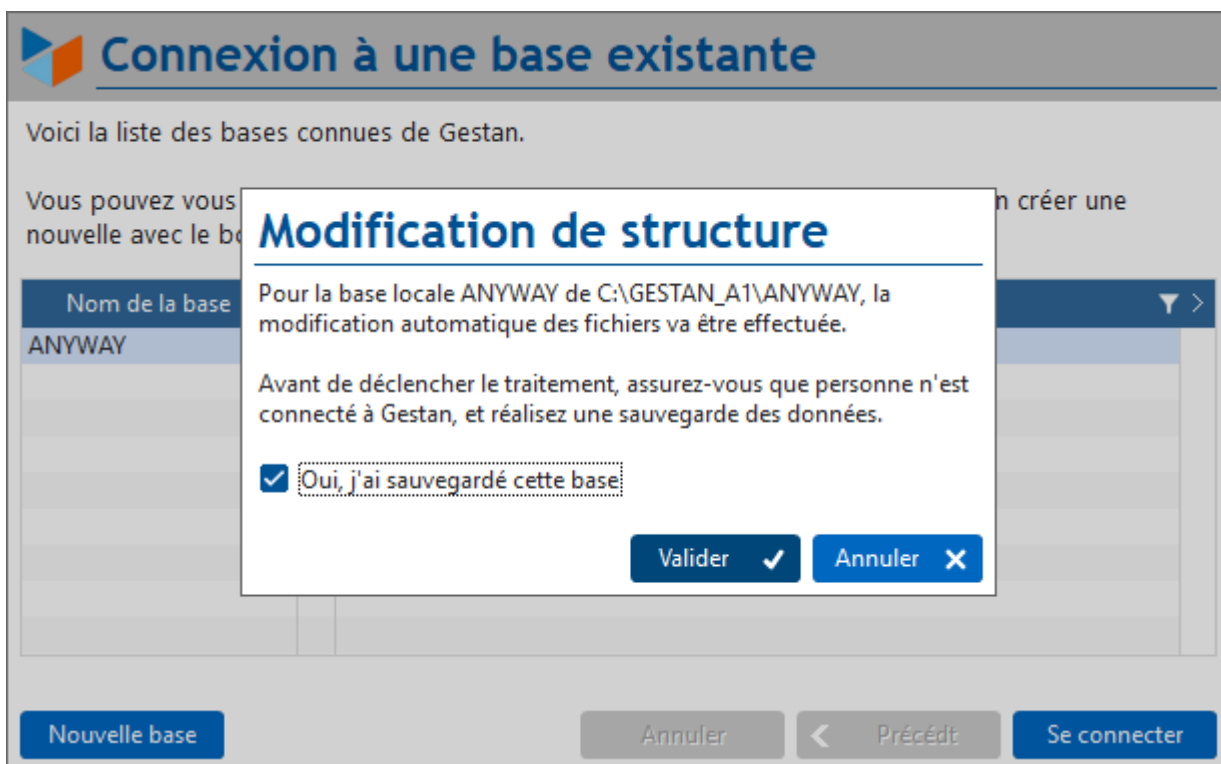 Connexion à une base existante
Voici la liste des bases connues de Gestan.
Vous pouvez vous
n créer une
nouvelle avec le bo
Modification de structure
Pour la base locale ANYWAY de C:\GESTAN_A1\ANYWAY, la
modification automatique des fichiers va être effectuée.
Avant de déclencher le traitement, assurez-vous que personne n'est
connecté à Gestan, et réalisez une sauvegarde des données.
Oui, j'ai sauvegardé cette base
Valider
Annuler
Nom de la base
ANYWAY
Nouvelle base
Annuler
Précédt
Se connecter